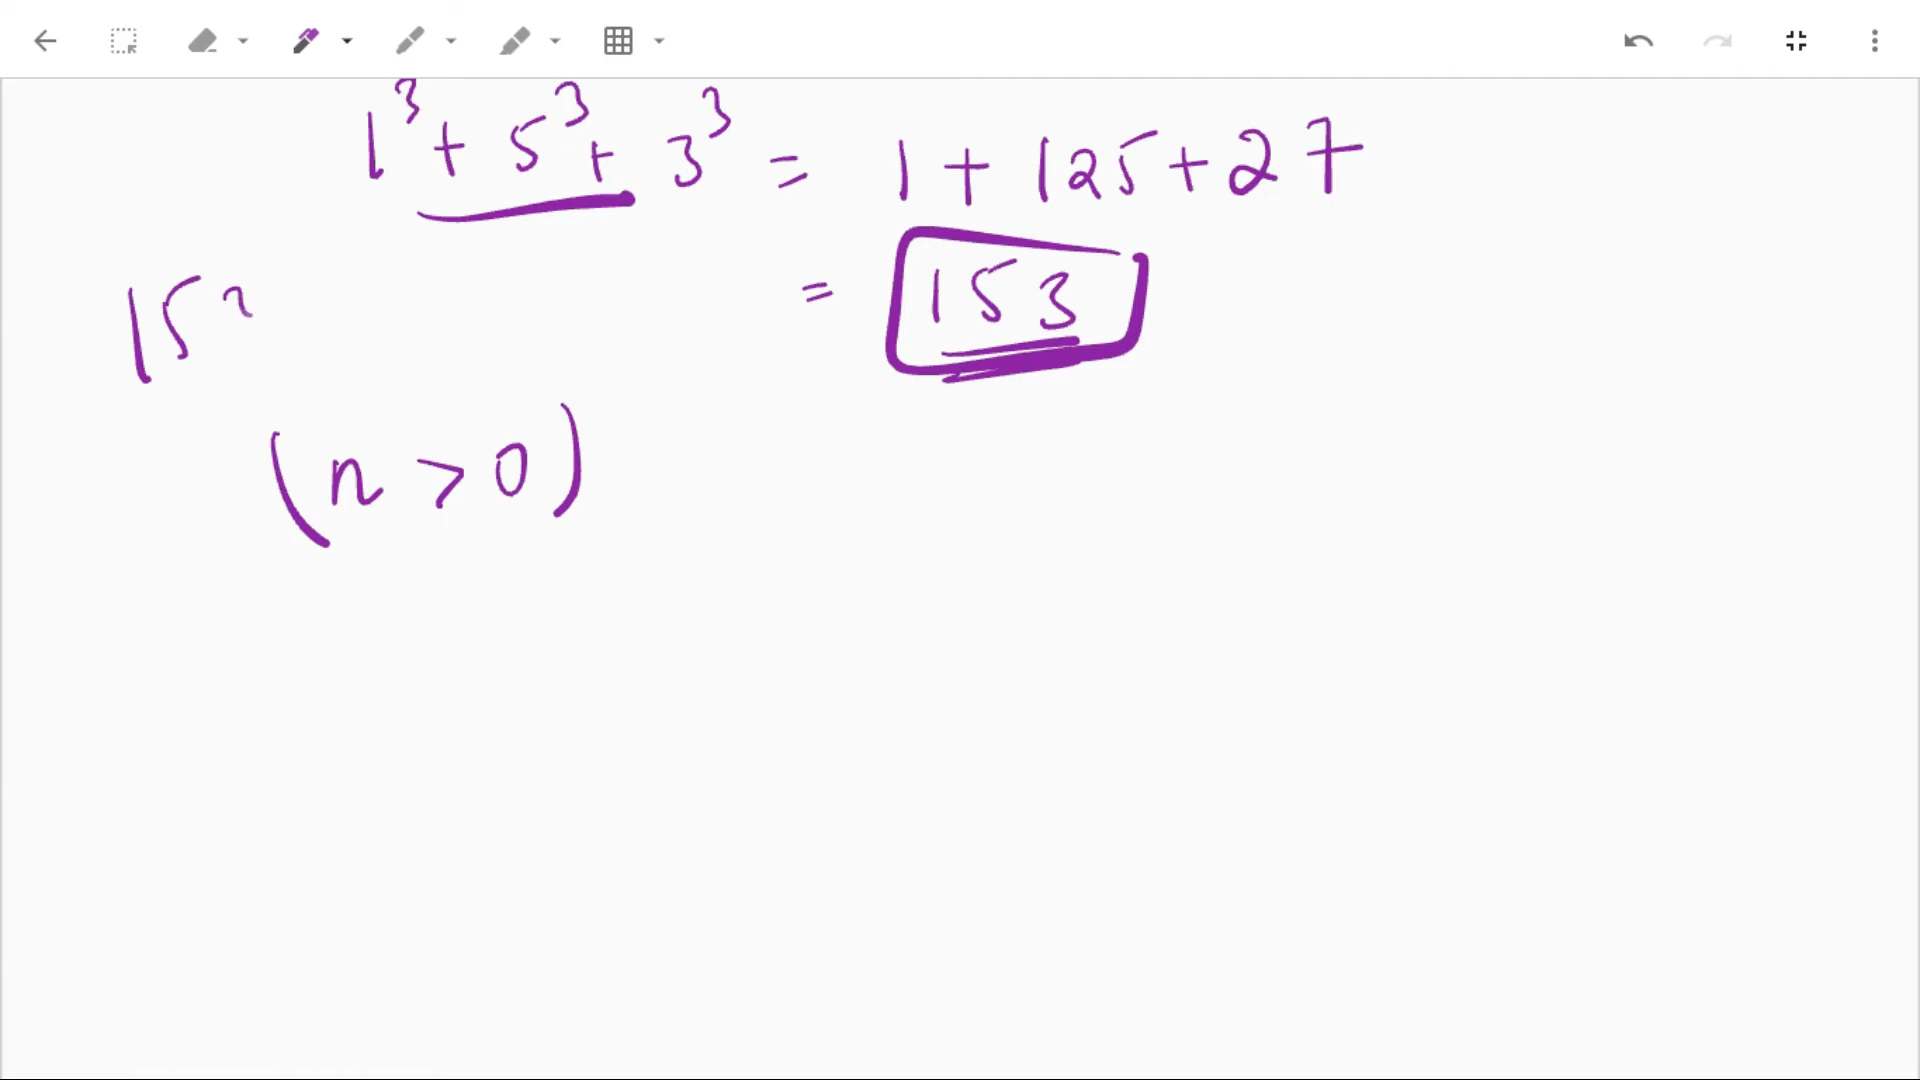 1³ + 5³ + 3³ = 1 + 125 + 27
= 153
15
(n > 0)